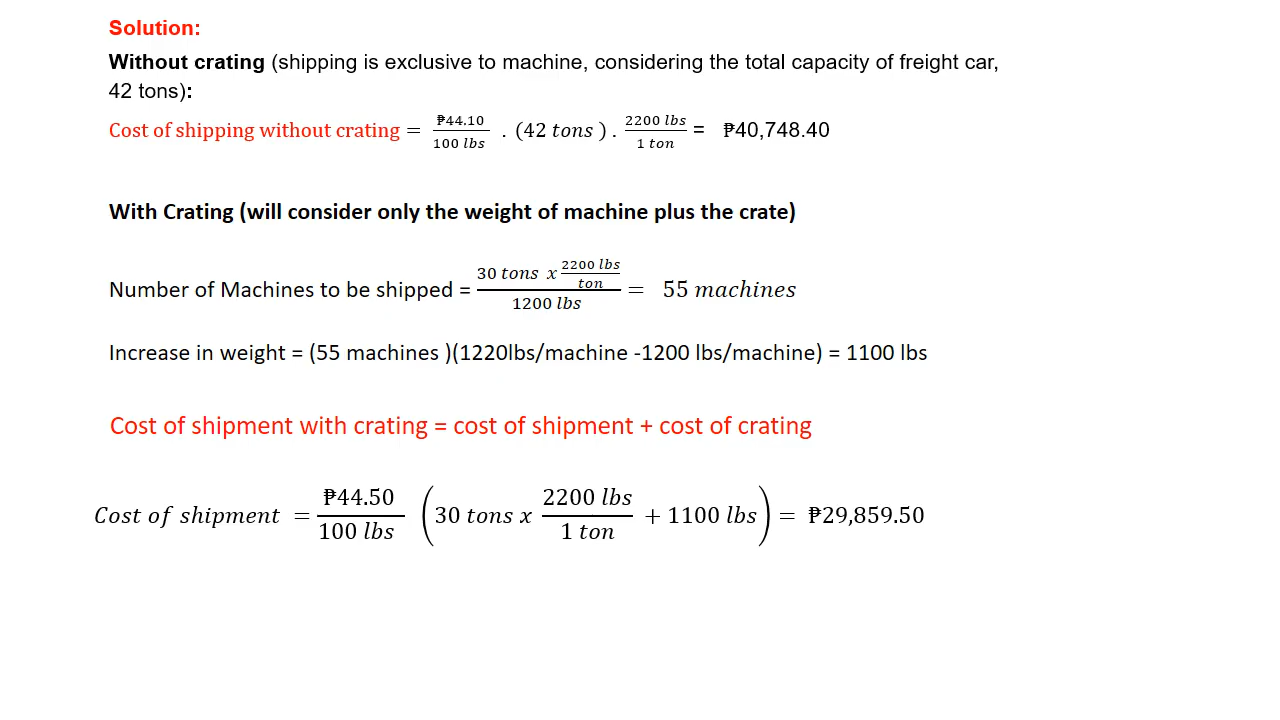 Solution:
Without crating (shipping is exclusive to machine, considering the total capacity of freight car,
42 tons):
Cost of shipping without crating = ₱44.10/100 lbs . (42 tons ) . 2200 lbs/1 ton = ₱40,748.40
With Crating (will consider only the weight of machine plus the crate)
Number of Machines to be shipped = (30 tons x 2200 lbs/ton)/1200 lbs = 55 machines
Increase in weight = (55 machines )(1220lbs/machine -1200 lbs/machine) = 1100 lbs
Cost of shipment with crating = cost of shipment + cost of crating
Cost of shipment = ₱44.50/100 lbs (30 tons x 2200 lbs/1 ton + 1100 lbs) = ₱29,859.50